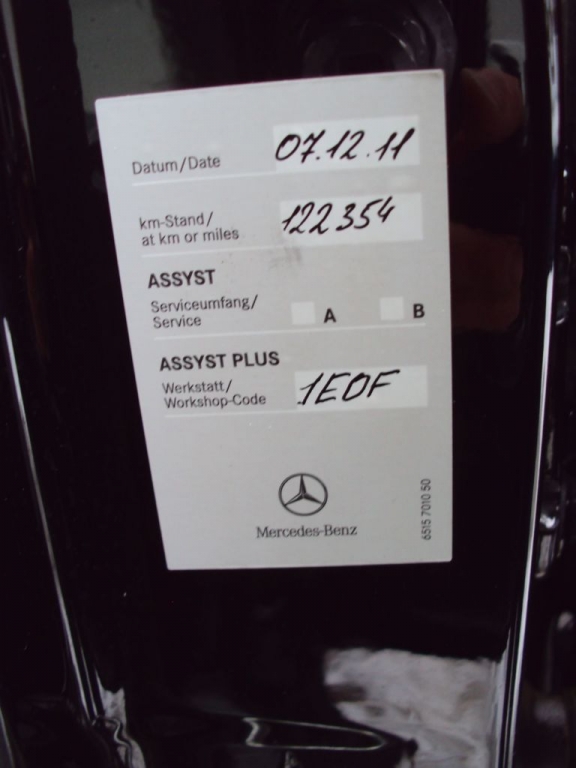 Datum/Date 07.12.11
km-Stand/
at km or miles 122354
ASSYST
Serviceumfang/
Service A B
ASSYST PLUS
Werkstatt/
Workshop-Code 1EOF
Mercedes-Benz
6515 7010 50